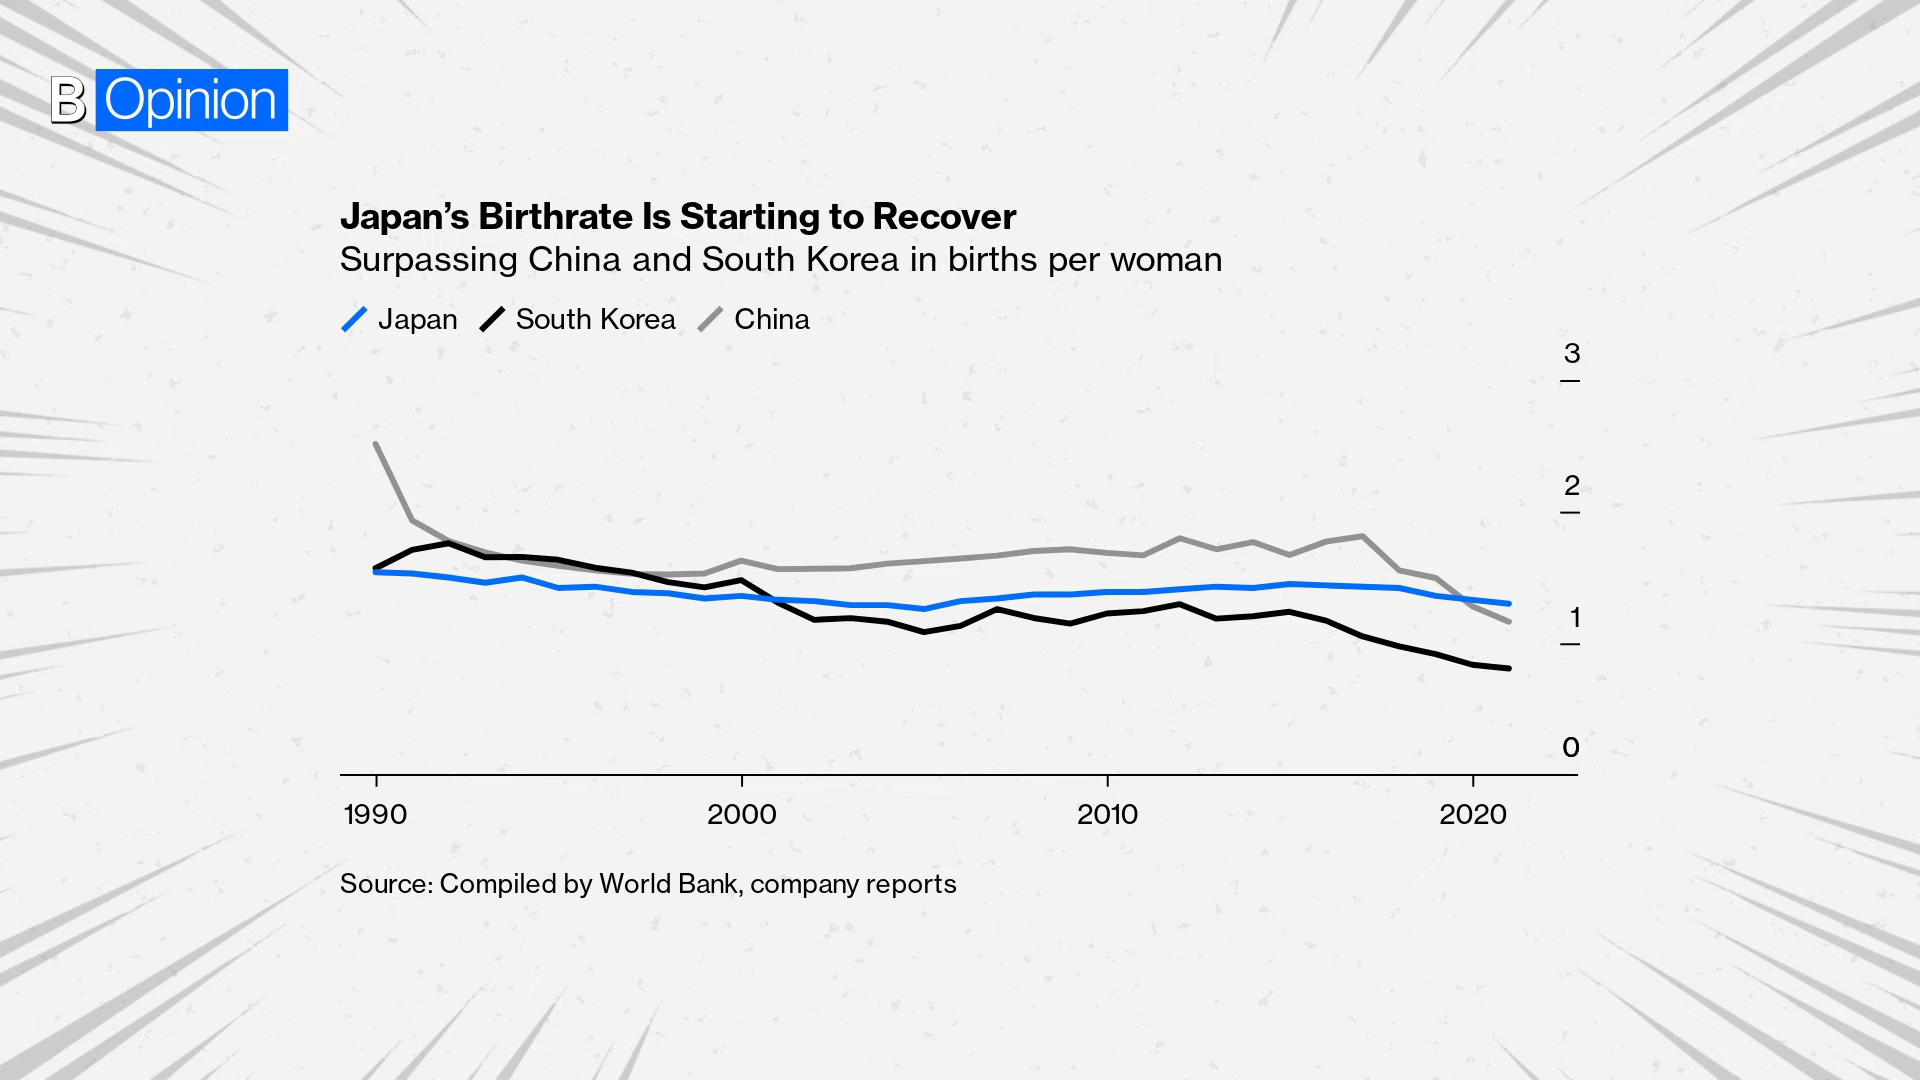 B Opinion
Japan’s Birthrate Is Starting to Recover
Surpassing China and South Korea in births per woman
Japan South Korea China
3
2
1
0
1990 2000 2010 2020
Source: Compiled by World Bank, company reports